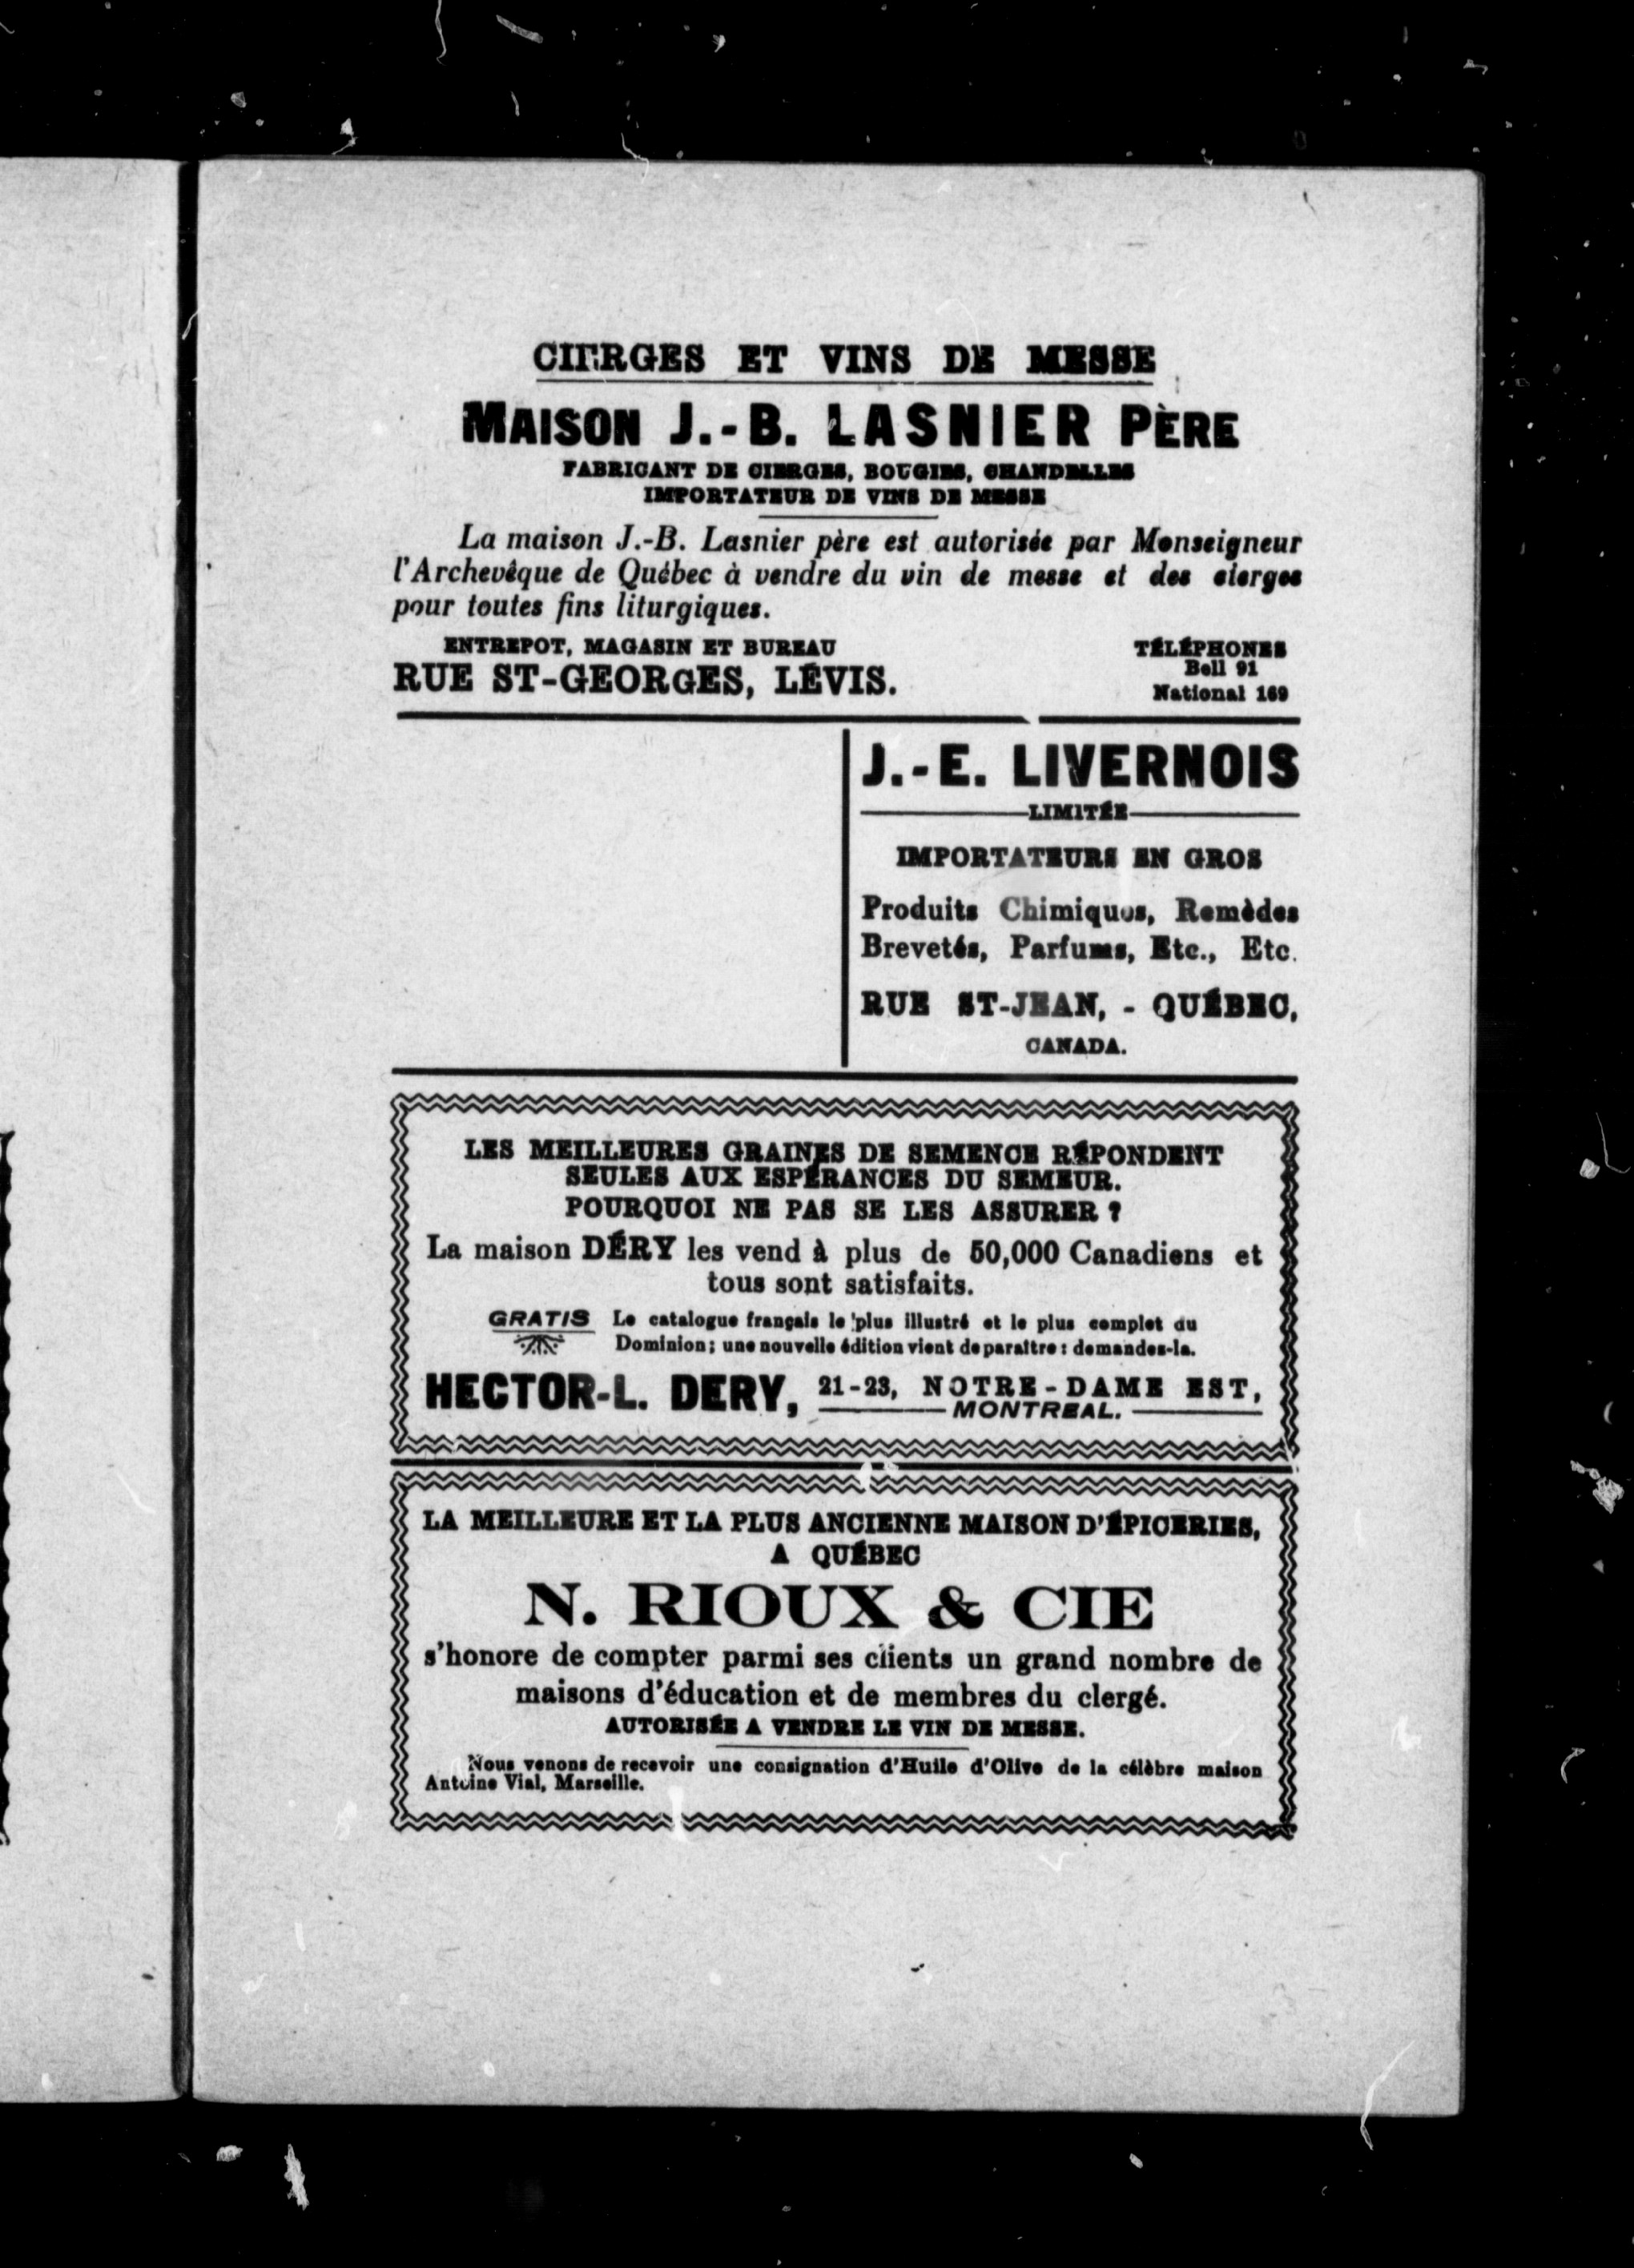 CIERGES ET VINS DE MESSE
MAISON J.-B. LASNIER PÈRE
FABRICANT DE CIERGES, BOUGIES, CHANDELLES
IMPORTATEUR DE VINS DE MESSE
La maison J.-B. Lasnier père est autorisée par Monseigneur
l'Archevêque de Québec à vendre du vin de messe et des cierges
pour toutes fins liturgiques.
ENTREPOT, MAGASIN ET BUREAU
RUE ST-GEORGES, LÉVIS.
TÉLÉPHONES
Bell 91
National 169
J.-E. LIVERNOIS
LIMITÉE
IMPORTATEURS EN GROS
Produits Chimiques, Remèdes
Brevetés, Parfums, Etc., Etc.
RUE ST-JEAN, - QUÉBEC,
CANADA.
LES MEILLEURES GRAINES DE SEMENCE RÉPONDENT
SEULES AUX ESPÉRANCES DU SEMEUR.
POURQUOI NE PAS SE LES ASSURER ?
La maison DÉRY les vend à plus de 50,000 Canadiens et
tous sont satisfaits.
GRATIS Le catalogue français le plus illustré et le plus complet du
Dominion; une nouvelle édition vient de paraître: demandes-la.
HECTOR-L. DERY, 21-23, NOTRE-DAME EST,
MONTREAL.
LA MEILLEURE ET LA PLUS ANCIENNE MAISON D'ÉPICERIES,
A QUÉBEC
N. RIOUX & CIE
s'honore de compter parmi ses clients un grand nombre de
maisons d'éducation et de membres du clergé.
AUTORISÉE A VENDRE LE VIN DE MESSE.
Nous venons de recevoir une consignation d'Huile d'Olive de la célèbre maison
Antoine Vial, Marseille.